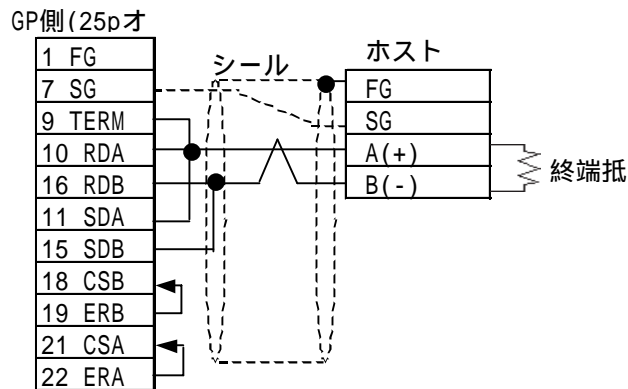 GP側(25pオ
1 FG
7 SG
9 TERM
10 RDA
16 RDB
11 SDA
15 SDB
18 CSB
19 ERB
21 CSA
22 ERA
シール
ホスト
FG
SG
A(+)
B(-)
終端抵